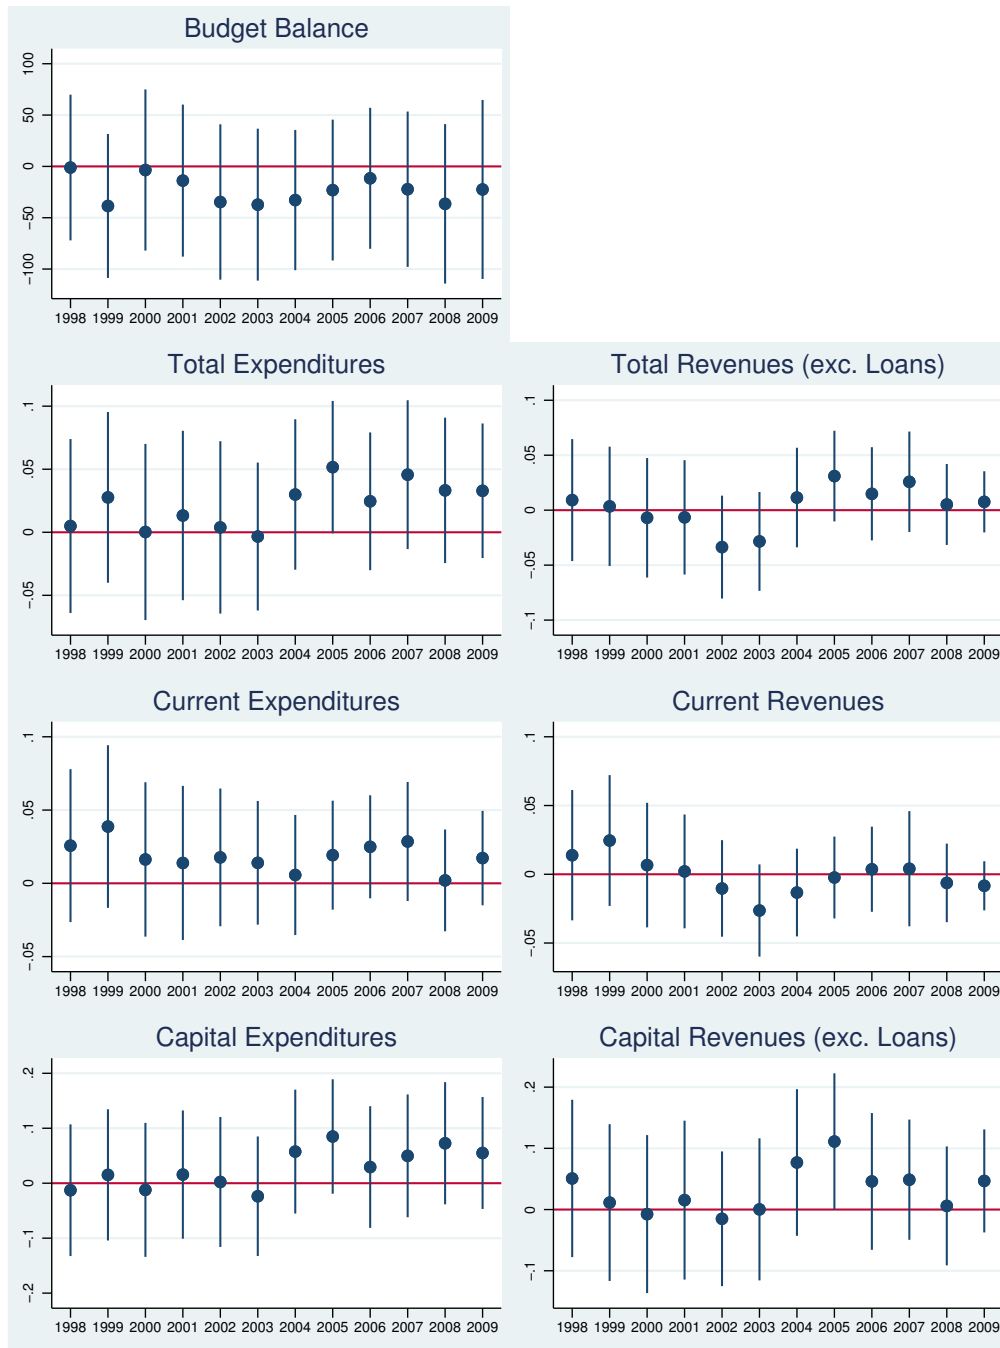 Budget Balance
100
50
0
-50
-100
1998 1999 2000 2001 2002 2003 2004 2005 2006 2007 2008 2009
Total Expenditures
.1
.05
0
-.05
1998 1999 2000 2001 2002 2003 2004 2005 2006 2007 2008 2009
Total Revenues (exc. Loans)
.1
.05
0
-.05
-.1
1998 1999 2000 2001 2002 2003 2004 2005 2006 2007 2008 2009
Current Expenditures
.1
.05
0
-.05
1998 1999 2000 2001 2002 2003 2004 2005 2006 2007 2008 2009
Current Revenues
.1
.05
0
-.05
1998 1999 2000 2001 2002 2003 2004 2005 2006 2007 2008 2009
Capital Expenditures
.2
.1
0
-.1
-.2
1998 1999 2000 2001 2002 2003 2004 2005 2006 2007 2008 2009
Capital Revenues (exc. Loans)
.2
.1
0
-.1
1998 1999 2000 2001 2002 2003 2004 2005 2006 2007 2008 2009